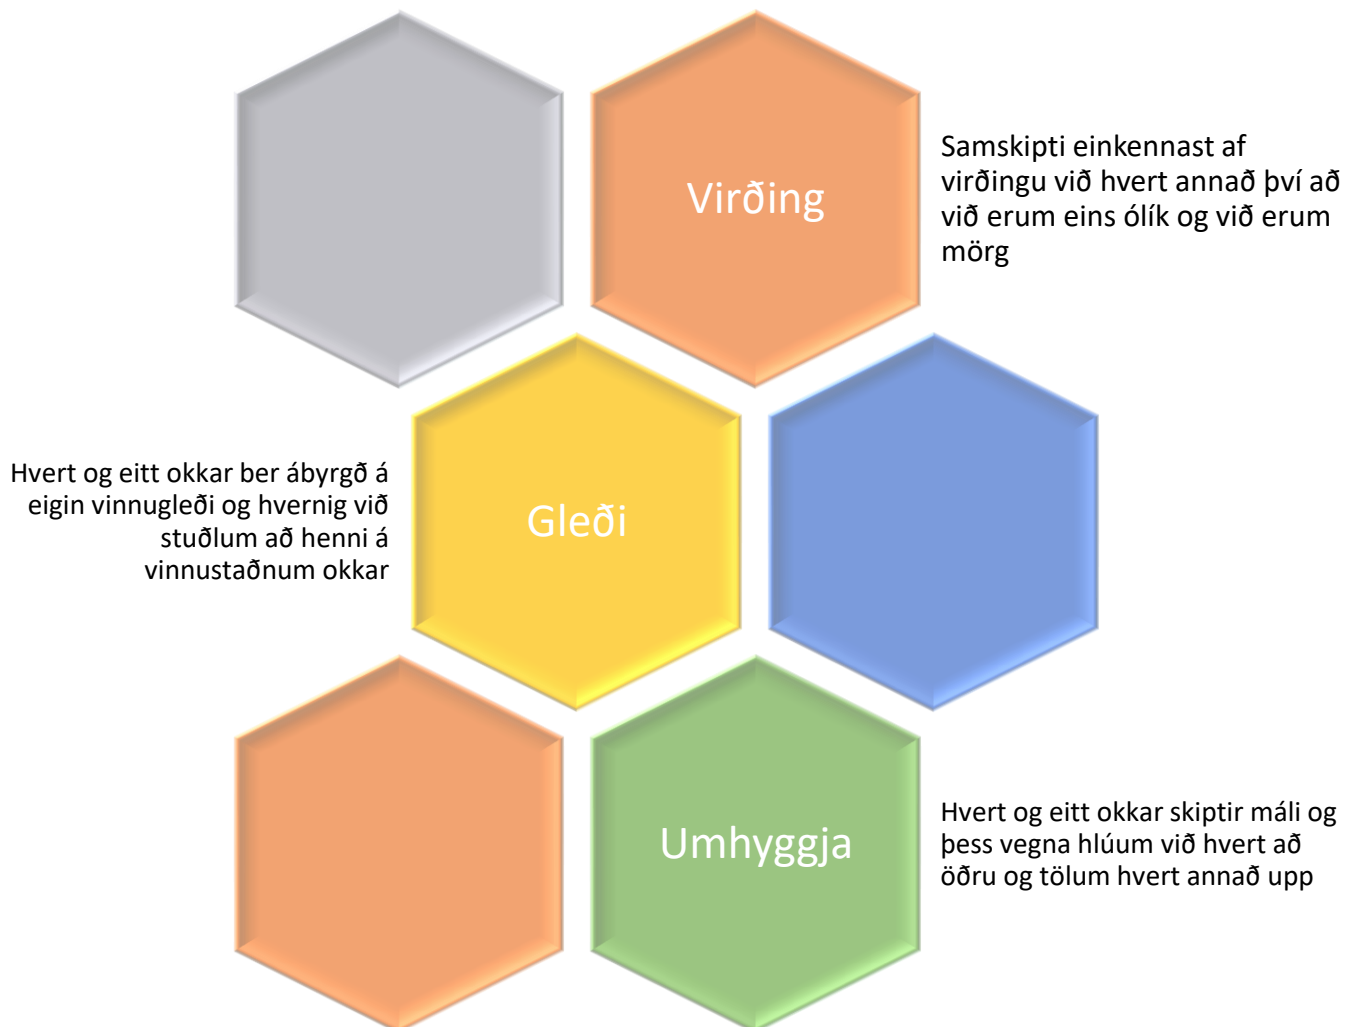 Virðing
Samskipti einkennast af
virðingu við hvert annað því að
við erum eins ólík og við erum
mörg
Hvert og eitt okkar ber ábyrgð á
eigin vinnugleði og hvernig við
stuðlum að henni á
vinnustaðnum okkar
Gleði
Umhyggja
Hvert og eitt okkar skiptir máli og
þess vegna hlúum við hvert að
öðru og tölum hvert annað upp